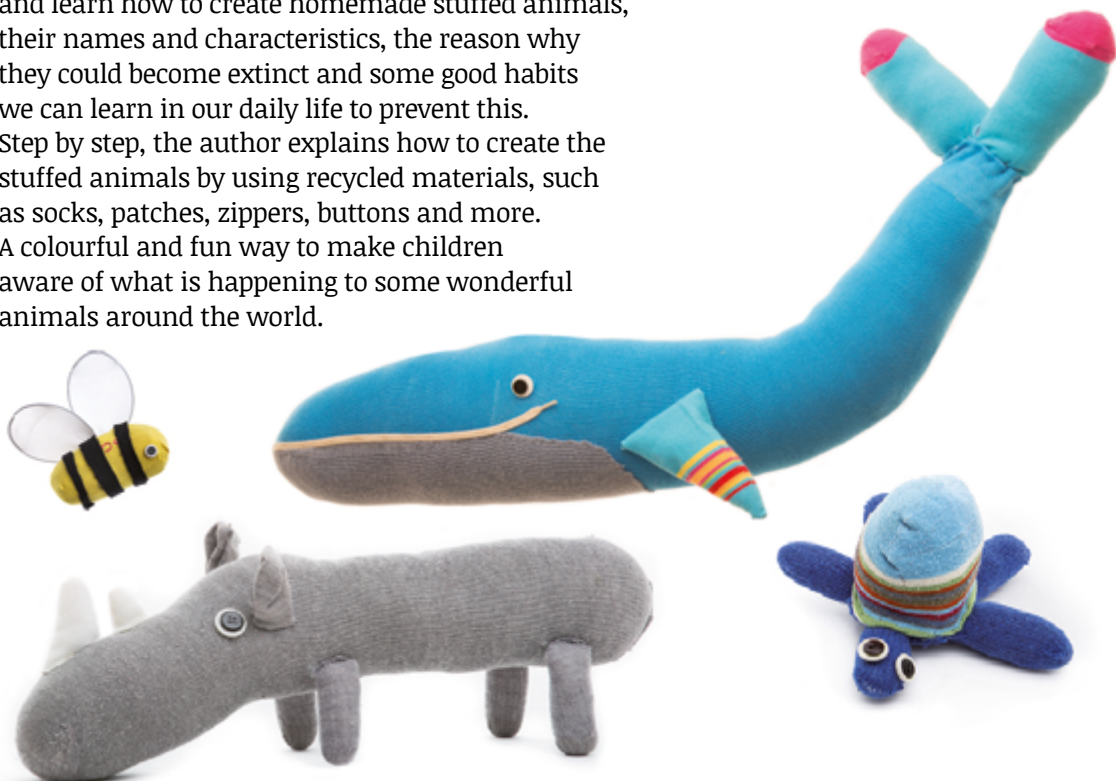 and learn how to create homemade stuffed animals,
their names and characteristics, the reason why
they could become extinct and some good habits
we can learn in our daily life to prevent this.
Step by step, the author explains how to create the
stuffed animals by using recycled materials, such
as socks, patches, zippers, buttons and more.
A colourful and fun way to make children
aware of what is happening to some wonderful
animals around the world.